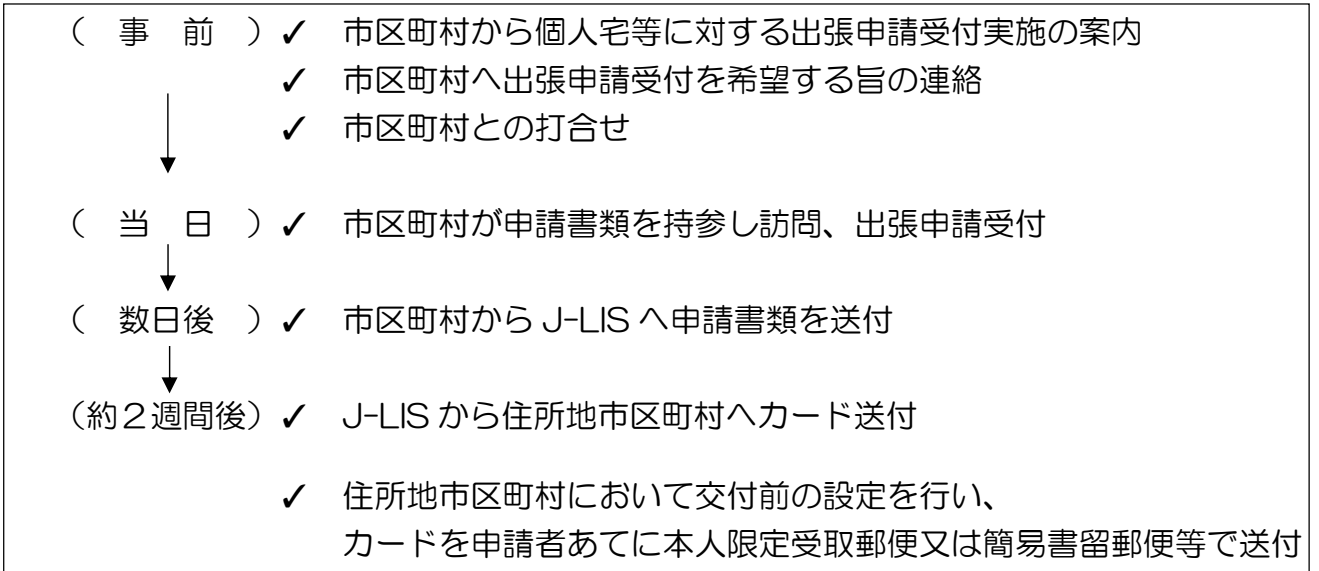 （　事　前　）✓　市区町村から個人宅等に対する出張申請受付実施の案内
✓　市区町村へ出張申請受付を希望する旨の連絡
✓　市区町村との打合せ
（　当　日　）✓　市区町村が申請書類を持参し訪問、出張申請受付
（　数日後　）✓　市区町村から J-LIS へ申請書類を送付
（約２週間後）✓　J-LIS から住所地市区町村へカード送付
✓　住所地市区町村において交付前の設定を行い、
カードを申請者あてに本人限定受取郵便又は簡易書留郵便等で送付